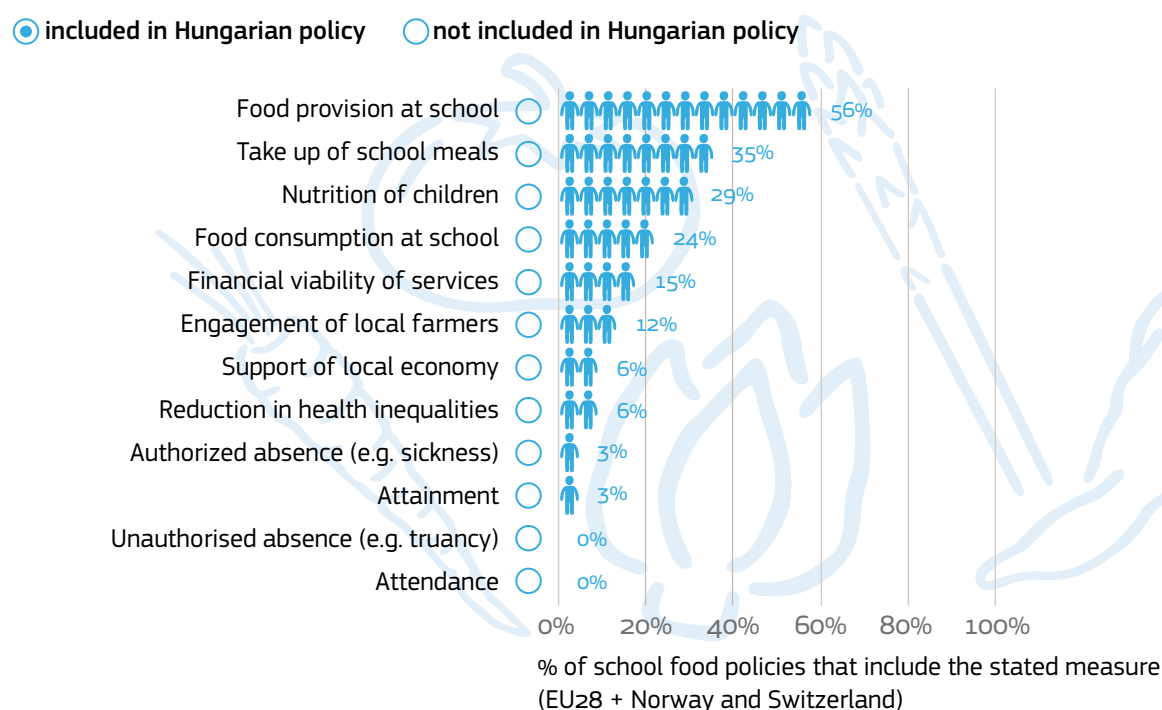 included in Hungarian policy not included in Hungarian policy
Food provision at school 56%
Take up of school meals 35%
Nutrition of children 29%
Food consumption at school 24%
Financial viability of services 15%
Engagement of local farmers 12%
Support of local economy 6%
Reduction in health inequalities 6%
Authorized absence (e.g. sickness) 3%
Attainment 3%
Unauthorised absence (e.g. truancy) 0%
Attendance 0%
0% 20% 40% 60% 80% 100%
% of school food policies that include the stated measure
(EU28 + Norway and Switzerland)